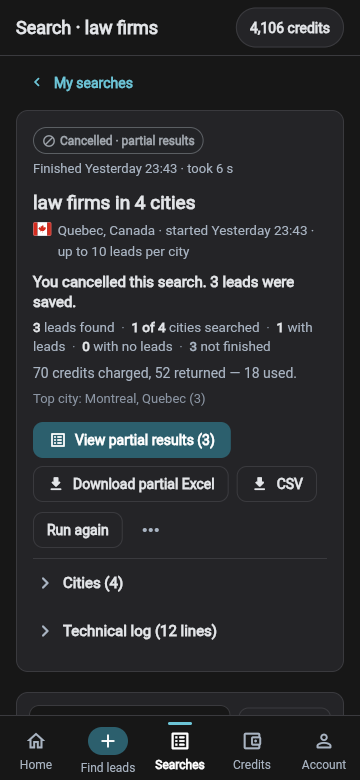 Search · law firms
4,106 credits
My searches
Cancelled · partial results
Finished Yesterday 23:43 · took 6 s
law firms in 4 cities
Quebec, Canada · started Yesterday 23:43 ·
up to 10 leads per city
You cancelled this search. 3 leads were
saved.
3 leads found · 1 of 4 cities searched · 1 with
leads · 0 with no leads · 3 not finished
70 credits charged, 52 returned — 18 used.
Top city: Montreal, Quebec (3)
View partial results (3)
Download partial Excel
CSV
Run again
Cities (4)
Technical log (12 lines)
Home
Find leads
Searches
Credits
Account